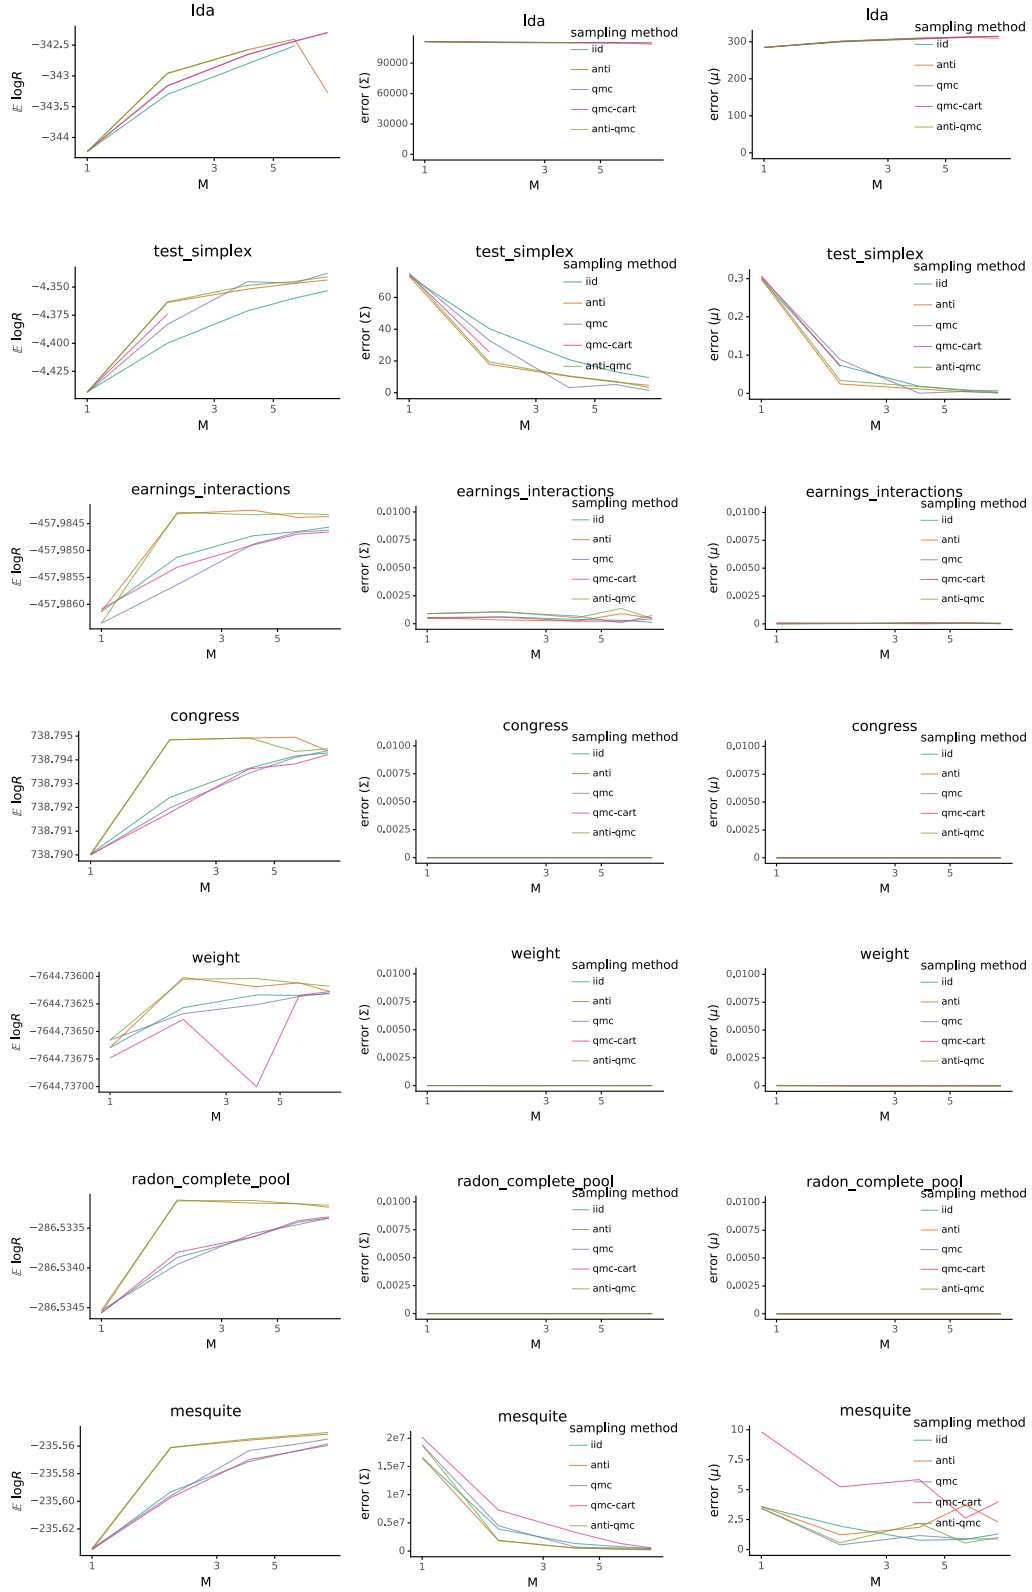 lda
−342.5
−343
−343.5
−344
𝔼 logR
1
3
5
M
lda
sampling method
iid
anti
qmc
qmc-cart
anti-qmc
90000
60000
30000
0
error (Σ)
1
3
5
M
lda
sampling method
iid
anti
qmc
qmc-cart
anti-qmc
300
200
100
0
error (μ)
1
3
5
M
test_simplex
−4.350
−4.375
−4.400
−4.425
𝔼 logR
1
3
5
M
test_simplex
sampling method
iid
anti
qmc
qmc-cart
anti-qmc
60
40
20
0
error (Σ)
1
3
5
M
test_simplex
sampling method
iid
anti
qmc
qmc-cart
anti-qmc
0.3
0.2
0.1
0
error (μ)
1
3
5
M
earnings_interactions
−457.9845
−457.9850
−457.9855
−457.9860
𝔼 logR
1
3
5
M
earnings_interactions
sampling method
iid
anti
qmc
qmc-cart
anti-qmc
0.0100
0.0075
0.0050
0.0025
0
error (Σ)
1
3
5
M
earnings_interactions
sampling method
iid
anti
qmc
qmc-cart
anti-qmc
0.0100
0.0075
0.0050
0.0025
0
error (μ)
1
3
5
M
congress
738.795
738.794
738.793
738.792
738.791
738.790
𝔼 logR
1
3
5
M
congress
sampling method
iid
anti
qmc
qmc-cart
anti-qmc
0.0100
0.0075
0.0050
0.0025
0
error (Σ)
1
3
5
M
congress
sampling method
iid
anti
qmc
qmc-cart
anti-qmc
0.0100
0.0075
0.0050
0.0025
0
error (μ)
1
3
5
M
weight
−7644.73600
−7644.73625
−7644.73650
−7644.73675
−7644.73700
𝔼 logR
1
3
5
M
weight
sampling method
iid
anti
qmc
qmc-cart
anti-qmc
0.0100
0.0075
0.0050
0.0025
0
error (Σ)
1
3
5
M
weight
sampling method
iid
anti
qmc
qmc-cart
anti-qmc
0.0100
0.0075
0.0050
0.0025
0
error (μ)
1
3
5
M
radon_complete_pool
−286.5335
−286.5340
−286.5345
𝔼 logR
1
3
5
M
radon_complete_pool
sampling method
iid
anti
qmc
qmc-cart
anti-qmc
0.0100
0.0075
0.0050
0.0025
0
error (Σ)
1
3
5
M
radon_complete_pool
sampling method
iid
anti
qmc
qmc-cart
anti-qmc
0.0100
0.0075
0.0050
0.0025
0
error (μ)
1
3
5
M
mesquite
−235.56
−235.58
−235.60
−235.62
𝔼 logR
1
3
5
M
mesquite
sampling method
iid
anti
qmc
qmc-cart
anti-qmc
2e7
1.5e7
1e7
0.5e7
0
error (Σ)
1
3
5
M
mesquite
sampling method
iid
anti
qmc
qmc-cart
anti-qmc
10
7.5
5
2.5
0
error (μ)
1
3
5
M